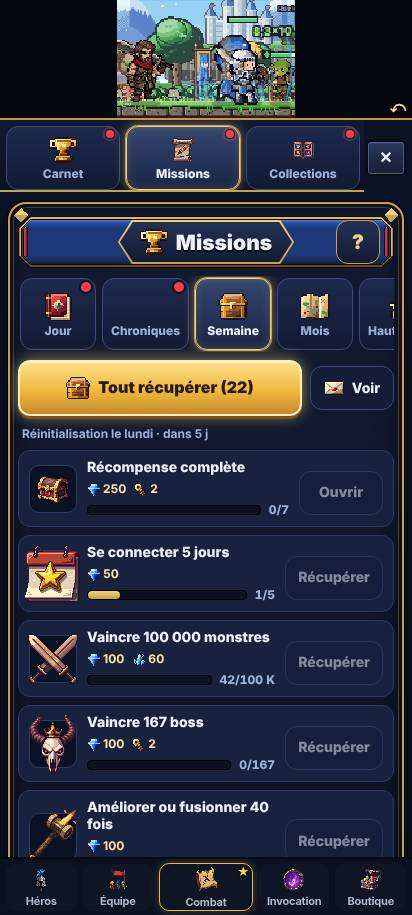 Carnet
Missions
Collections
×
Missions
?
Jour
Chroniques
Semaine
Mois
Haut
Tout récupérer (22)
Voir
Réinitialisation le lundi · dans 5 j
Récompense complète
250 2
Ouvrir
0/7
Se connecter 5 jours
50
Récupérer
1/5
Vaincre 100 000 monstres
100 60
Récupérer
42/100 K
Vaincre 167 boss
100 2
Récupérer
0/167
Améliorer ou fusionner 40
fois
100
Récupérer
Héros
Équipe
Combat
Invocation
Boutique